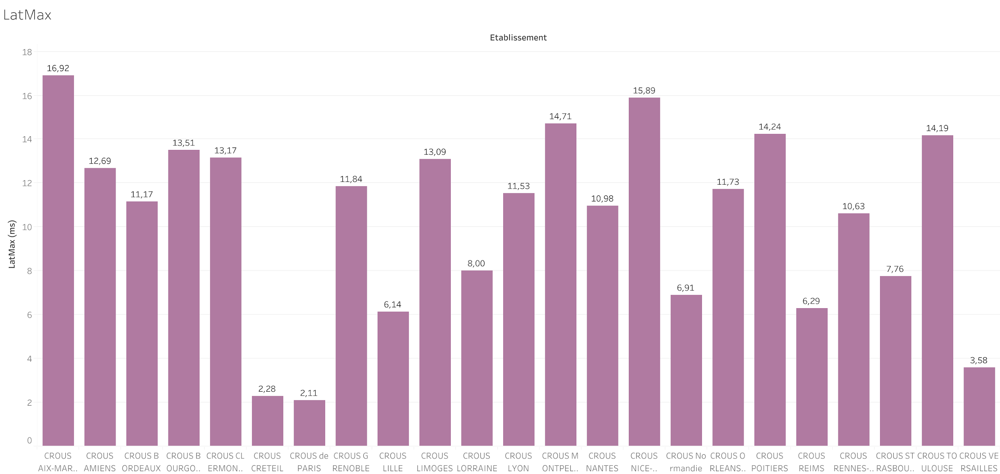 LatMax
Etablissement
18
16
14
12
10
8
6
4
2
0
LatMax (ms)
16,92
12,69
11,17
13,51
13,17
2,28
2,11
11,84
6,14
13,09
8,00
11,53
14,71
10,98
15,89
6,91
11,73
14,24
6,29
10,63
7,76
14,19
3,58
CROUS
AIX-MAR..
CROUS
AMIENS
CROUS B
ORDEAUX
CROUS B
OURGO..
CROUS CL
ERMON..
CROUS
CRETEIL
CROUS de
PARIS
CROUS G
RENOBLE
CROUS
LILLE
CROUS
LIMOGES
CROUS
LORRAINE
CROUS
LYON
CROUS M
ONTPEL..
CROUS
NANTES
CROUS
NICE-..
CROUS No
rmandie
CROUS O
RLEANS..
CROUS
POITIERS
CROUS
REIMS
CROUS
RENNES-..
CROUS ST
RASBOU..
CROUS TO
ULOUSE
CROUS VE
RSAILLES